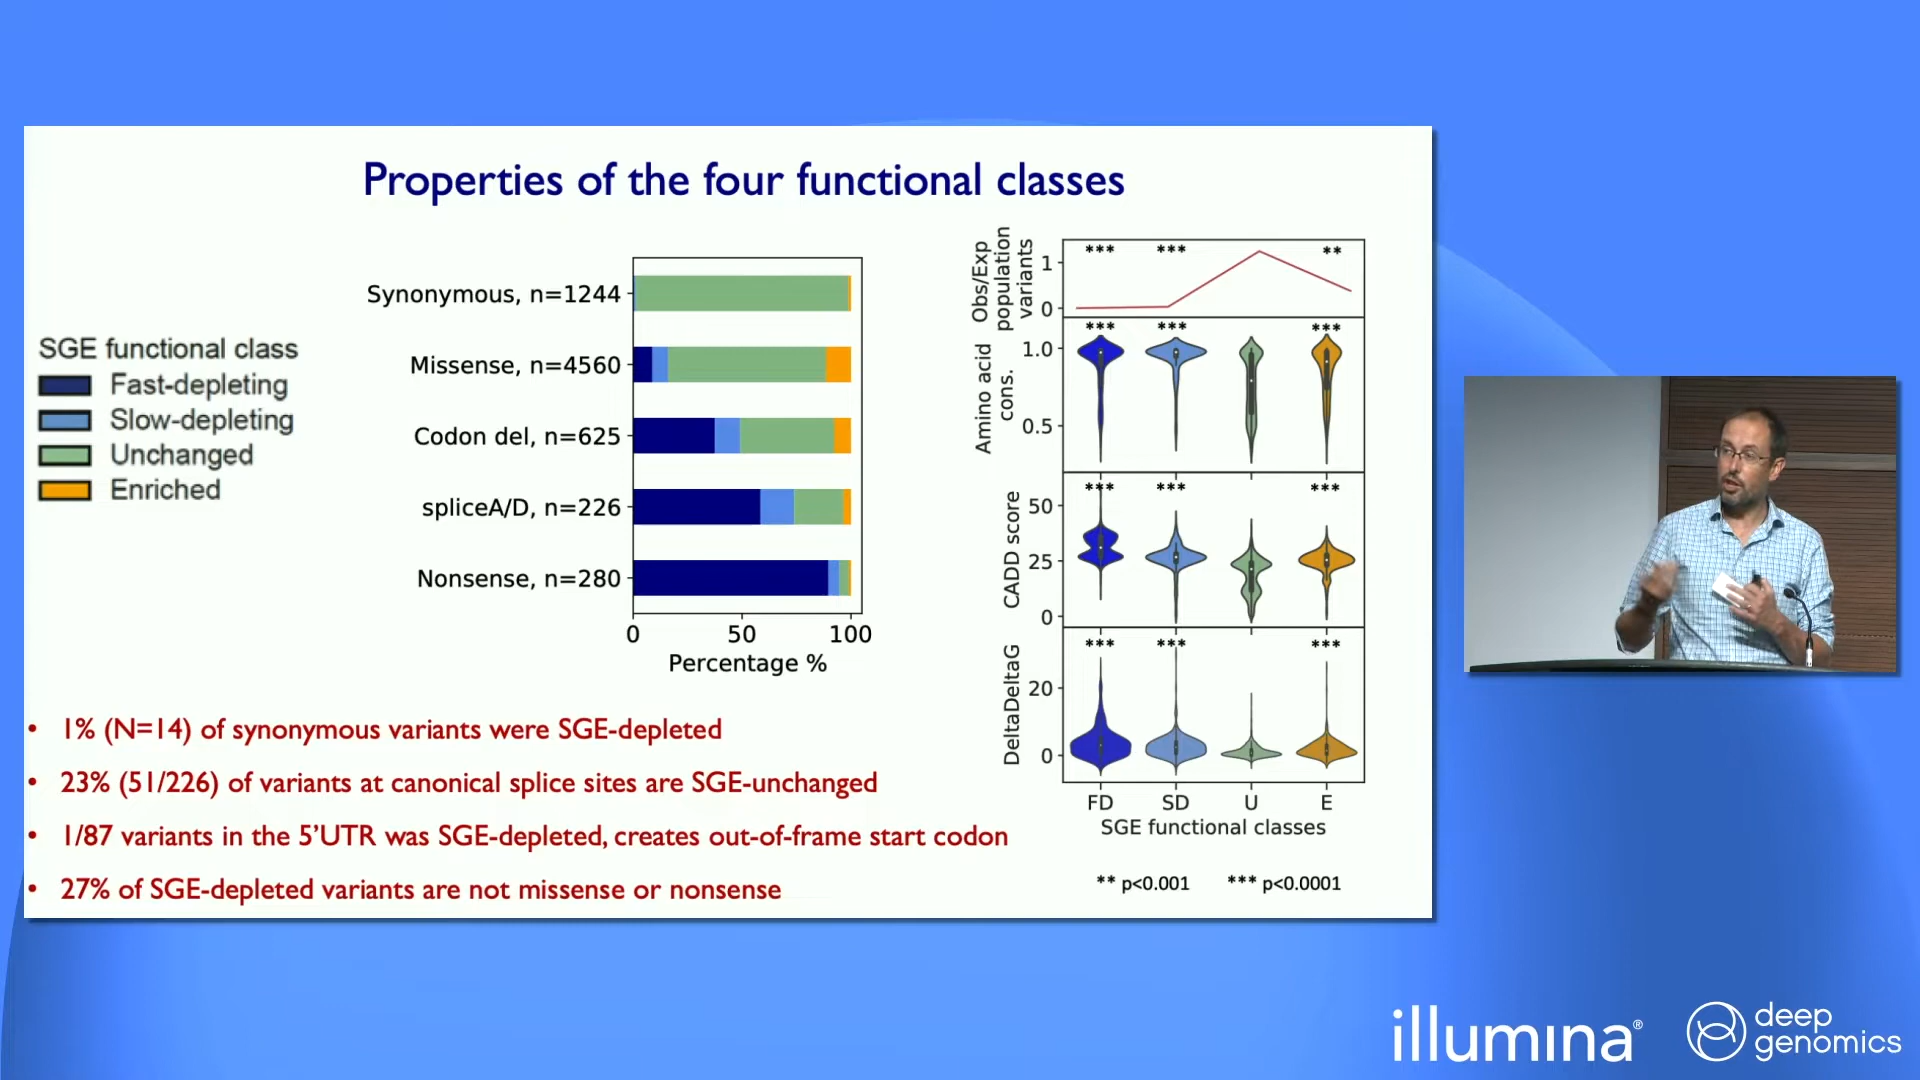 Properties of the four functional classes
SGE functional class
Fast-depleting
Slow-depleting
Unchanged
Enriched
Synonymous, n=1244
Missense, n=4560
Codon del, n=625
spliceA/D, n=226
Nonsense, n=280
0 50 100
Percentage %
Obs/Exp
population
variants
1
0
*** *** **
Amino acid
cons.
1.0
0.5
*** *** ***
CADD score
50
25
0
*** *** ***
DeltaDeltaG
20
0
*** *** ***
FD SD U E
SGE functional classes
** p<0.001 *** p<0.0001
• 1% (N=14) of synonymous variants were SGE-depleted
• 23% (51/226) of variants at canonical splice sites are SGE-unchanged
• 1/87 variants in the 5’UTR was SGE-depleted, creates out-of-frame start codon
• 27% of SGE-depleted variants are not missense or nonsense
illumina®
deep
genomics